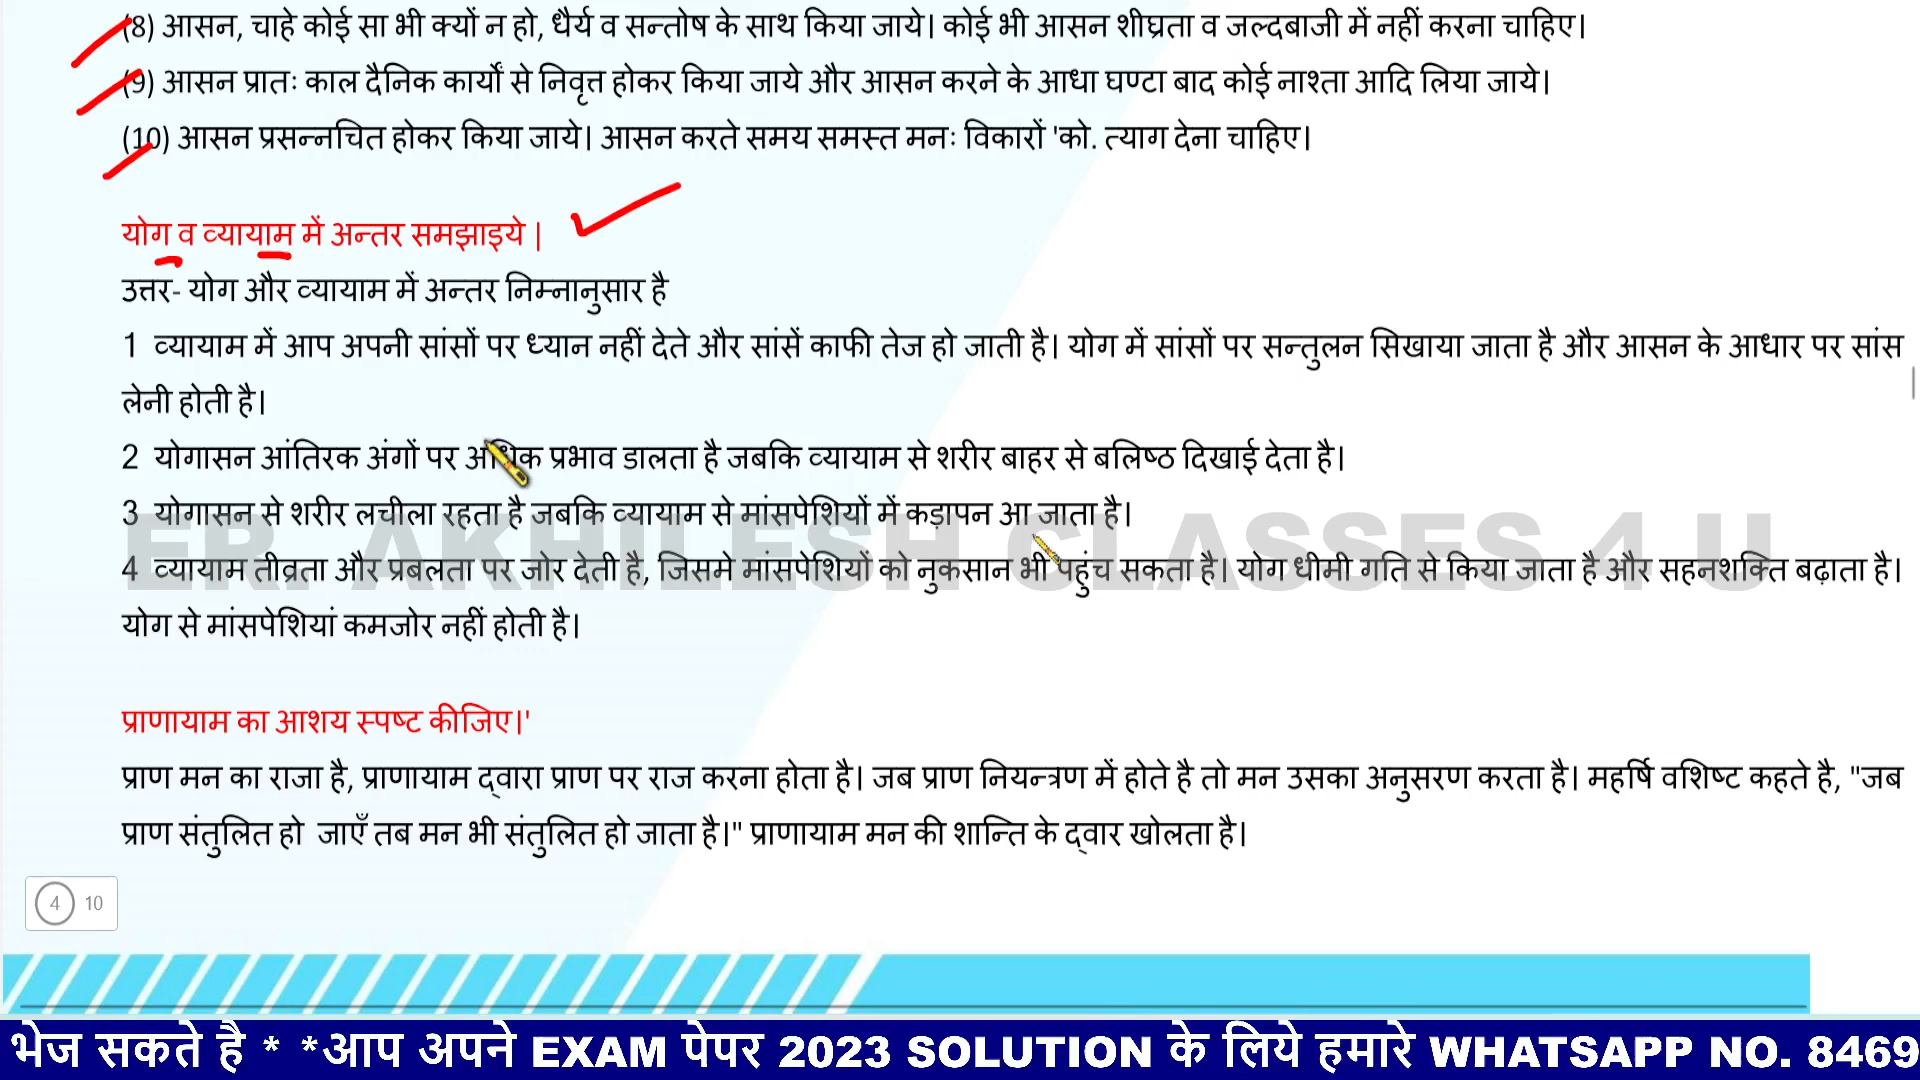 (8) आसन, चाहे कोई सा भी क्यों न हो, धैर्य व सन्तोष के साथ किया जाये। कोई भी आसन शीघ्रता व जल्दबाजी में नहीं करना चाहिए।
(9) आसन प्रातः काल दैनिक कार्यों से निवृत्त होकर किया जाये और आसन करने के आधा घण्टा बाद कोई नाश्ता आदि लिया जाये।
(10) आसन प्रसन्नचित होकर किया जाये। आसन करते समय समस्त मनः विकारों 'को. त्याग देना चाहिए।
योग व व्यायाम में अन्तर समझाइये |
उत्तर- योग और व्यायाम में अन्तर निम्नानुसार है
1 व्यायाम में आप अपनी सांसों पर ध्यान नहीं देते और सांसें काफी तेज हो जाती है। योग में सांसों पर सन्तुलन सिखाया जाता है और आसन के आधार पर सांस
लेनी होती है।
2 योगासन आंतिरक अंगों पर अधिक प्रभाव डालता है जबकि व्यायाम से शरीर बाहर से बलिष्ठ दिखाई देता है।
3 योगासन से शरीर लचीला रहता है जबकि व्यायाम से मांसपेशियों में कड़ापन आ जाता है।
ER. AKHILESH CLASSES 4 U
4 व्यायाम तीव्रता और प्रबलता पर जोर देती है, जिसमे मांसपेशियों को नुकसान भी पहुंच सकता है। योग धीमी गति से किया जाता है और सहनशक्ति बढ़ाता है।
योग से मांसपेशियां कमजोर नहीं होती है।
प्राणायाम का आशय स्पष्ट कीजिए।'
प्राण मन का राजा है, प्राणायाम द्वारा प्राण पर राज करना होता है। जब प्राण नियन्त्रण में होते है तो मन उसका अनुसरण करता है। महर्षि वशिष्ट कहते है, "जब
प्राण संतुलित हो जाएँ तब मन भी संतुलित हो जाता है।" प्राणायाम मन की शान्ति के द्वार खोलता है।
4 10
भेज सकते है * *आप अपने EXAM पेपर 2023 SOLUTION के लिये हमारे WHATSAPP NO. 8469